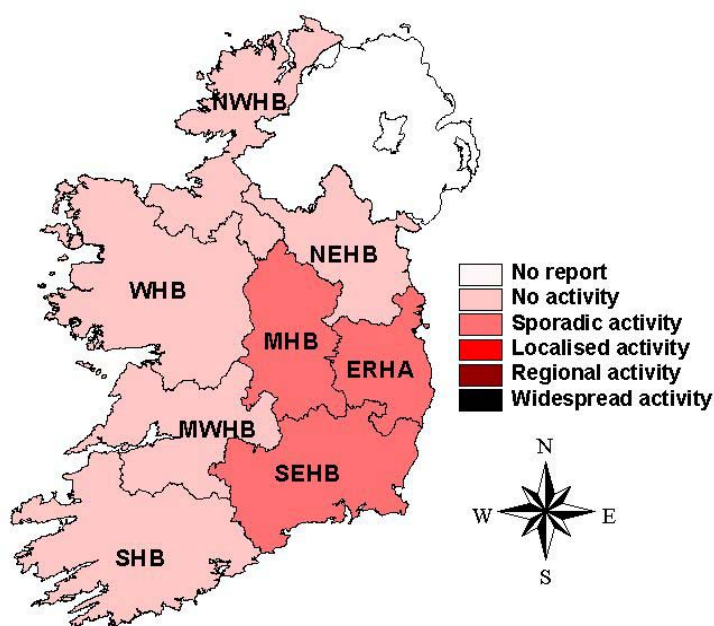 NWHB
NEHB
WHB
MHB
ERHA
MWHB
SEHB
SHB
No report
No activity
Sporadic activity
Localised activity
Regional activity
Widespread activity
N
W E
S